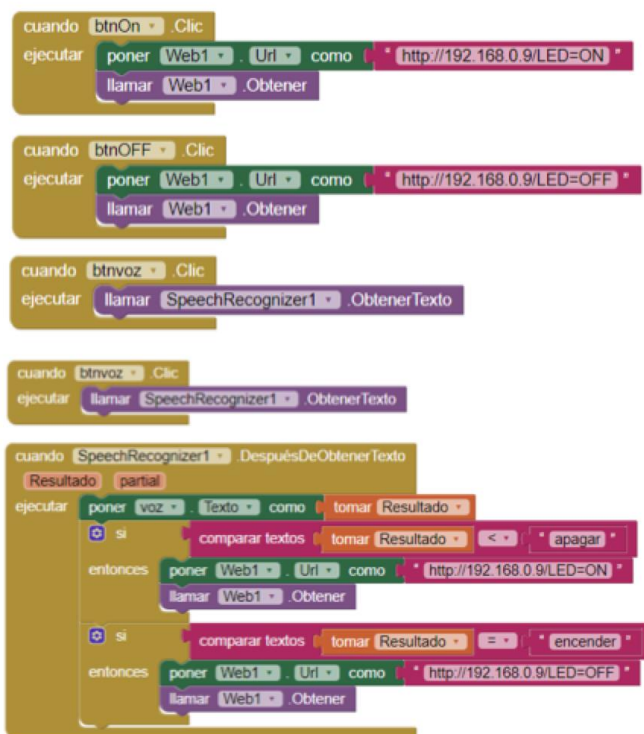 cuando btnOn .Clic
ejecutar poner Web1 . Url como " http://192.168.0.9/LED=ON "
llamar Web1 .Obtener
cuando btnOFF .Clic
ejecutar poner Web1 . Url como " http://192.168.0.9/LED=OFF "
llamar Web1 .Obtener
cuando btnvoz .Clic
ejecutar llamar SpeechRecognizer1 .ObtenerTexto
cuando btnvoz .Clic
ejecutar llamar SpeechRecognizer1 .ObtenerTexto
cuando SpeechRecognizer1 .DespuésDeObtenerTexto
Resultado partial
ejecutar poner voz . Texto como tomar Resultado
si comparar textos tomar Resultado < " apagar "
entonces poner Web1 . Url como " http://192.168.0.9/LED=ON "
llamar Web1 .Obtener
si comparar textos tomar Resultado = " encender "
entonces poner Web1 . Url como " http://192.168.0.9/LED=OFF "
llamar Web1 .Obtener